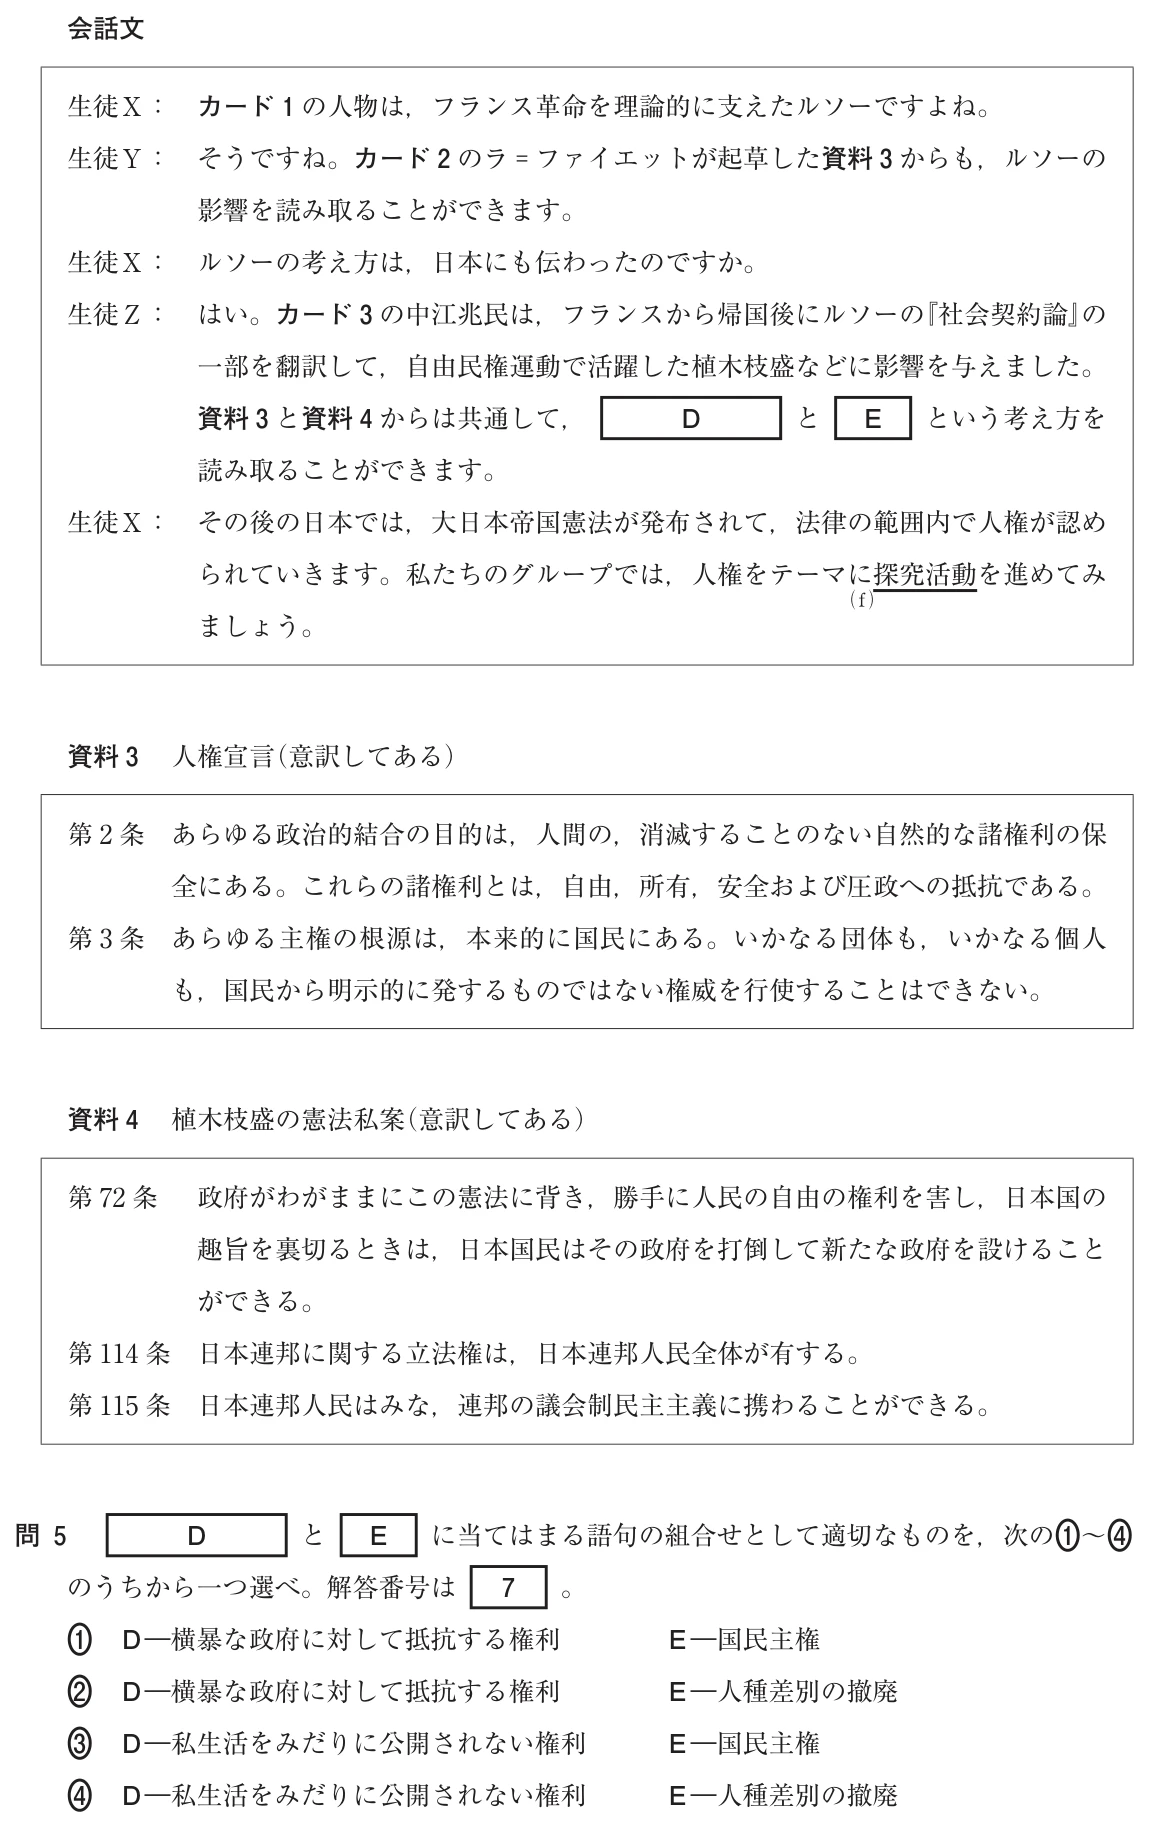 会話文
生徒X： カード1の人物は，フランス革命を理論的に支えたルソーですよね。
生徒Y： そうですね。カード2のラ＝ファイエットが起草した資料3からも，ルソーの
影響を読み取ることができます。
生徒X： ルソーの考え方は，日本にも伝わったのですか。
生徒Z： はい。カード3の中江兆民は，フランスから帰国後にルソーの『社会契約論』の
一部を翻訳して，自由民権運動で活躍した植木枝盛などに影響を与えました。
資料3と資料4からは共通して， D と E という考え方を
読み取ることができます。
生徒X： その後の日本では，大日本帝国憲法が発布されて，法律の範囲内で人権が認め
られていきます。私たちのグループでは，人権をテーマに探究活動を進めてみ
(f)
ましょう。
資料3 人権宣言(意訳してある)
第2条 あらゆる政治的結合の目的は，人間の，消滅することのない自然的な諸権利の保
全にある。これらの諸権利とは，自由，所有，安全および圧政への抵抗である。
第3条 あらゆる主権の根源は，本来的に国民にある。いかなる団体も，いかなる個人
も，国民から明示的に発するものではない権威を行使することはできない。
資料4 植木枝盛の憲法私案(意訳してある)
第72条 政府がわがままにこの憲法に背き，勝手に人民の自由の権利を害し，日本国の
趣旨を裏切るときは，日本国民はその政府を打倒して新たな政府を設けること
ができる。
第114条 日本連邦に関する立法権は，日本連邦人民全体が有する。
第115条 日本連邦人民はみな，連邦の議会制民主主義に携わることができる。
問5 D と E に当てはまる語句の組合せとして適切なものを，次の①〜④
のうちから一つ選べ。解答番号は 7 。
① D―横暴な政府に対して抵抗する権利 E―国民主権
② D―横暴な政府に対して抵抗する権利 E―人種差別の撤廃
③ D―私生活をみだりに公開されない権利 E―国民主権
④ D―私生活をみだりに公開されない権利 E―人種差別の撤廃